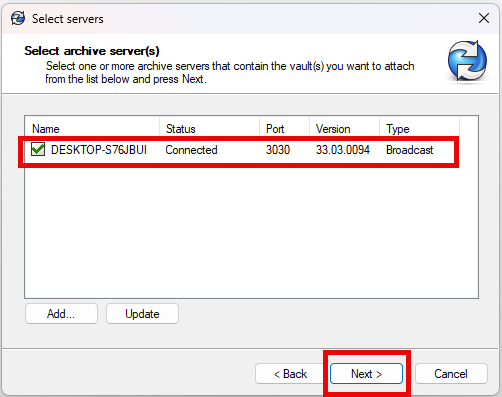 Select servers
Select archive server(s)
Select one or more archive servers that contain the vault(s) you want to attach
from the list below and press Next.
Name Status Port Version Type
DESKTOP-S76JBUI Connected 3030 33.03.0094 Broadcast
Add... Update
< Back Next > Cancel